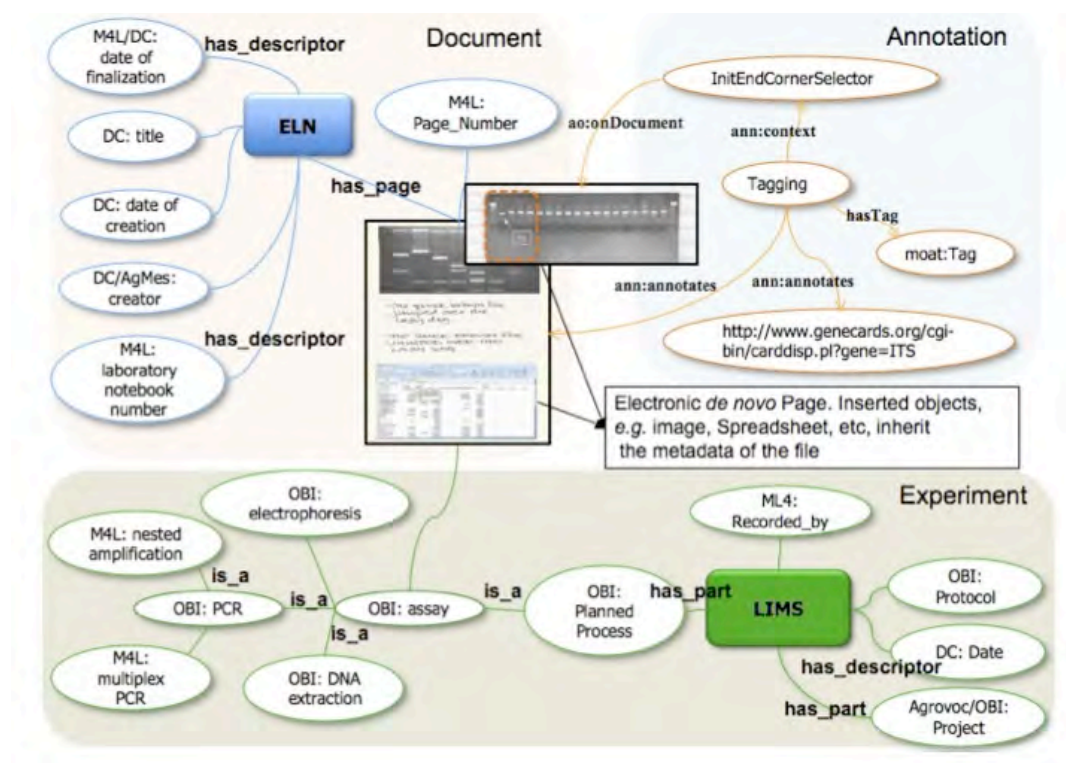 M4L/DC:
date of
finalization
has_descriptor
Document
Annotation
ELN
M4L:
Page_Number
InitEndCornerSelector
ao:onDocument
ann:context
DC: title
has_page
Tagging
hasTag
DC: date of
creation
moat:Tag
DC/AgMes:
creator
ann:annotates
ann:annotates
has_descriptor
http://www.genecards.org/cgi-
bin/carddisp.pl?gene=ITS
M4L:
laboratory
notebook
number
Electronic de novo Page. Inserted objects,
e.g. image, Spreadsheet, etc, inherit
the metadata of the file
Experiment
OBI:
electrophoresis
ML4:
Recorded_by
M4L: nested
amplification
is_a
OBI: PCR
is_a
OBI: assay
is_a
OBI:
Planned
Process
has_part
LIMS
OBI:
Protocol
is_a
DC: Date
M4L:
multiplex
PCR
OBI: DNA
extraction
has_descriptor
has_part
Agrovoc/OBI:
Project